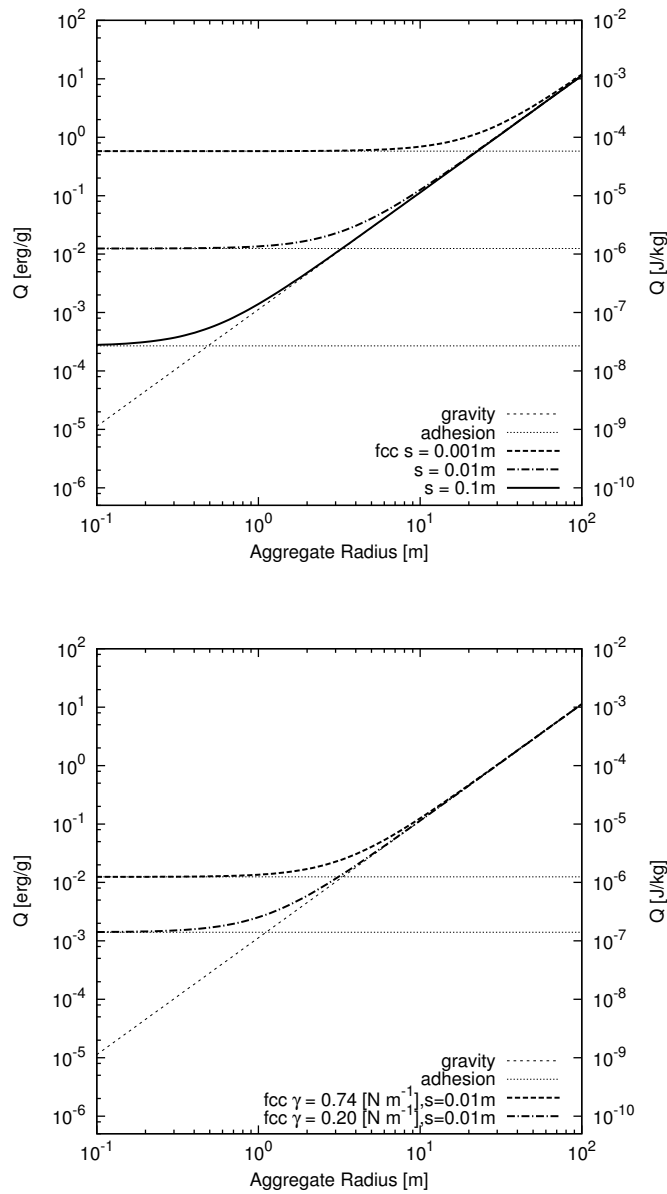 10^2
10^1
10^0
10^-1
10^-2
10^-3
10^-4
10^-5
10^-6
Q [erg/g]
10^-2
10^-3
10^-4
10^-5
10^-6
10^-7
10^-8
10^-9
10^-10
Q [J/kg]
gravity
adhesion
fcc s = 0.001m
s = 0.01m
s = 0.1m
10^-1 10^0 10^1 10^2
Aggregate Radius [m]
10^2
10^1
10^0
10^-1
10^-2
10^-3
10^-4
10^-5
10^-6
Q [erg/g]
10^-2
10^-3
10^-4
10^-5
10^-6
10^-7
10^-8
10^-9
10^-10
Q [J/kg]
gravity
adhesion
fcc γ = 0.74 [N m^-1],s=0.01m
fcc γ = 0.20 [N m^-1],s=0.01m
10^-1 10^0 10^1 10^2
Aggregate Radius [m]